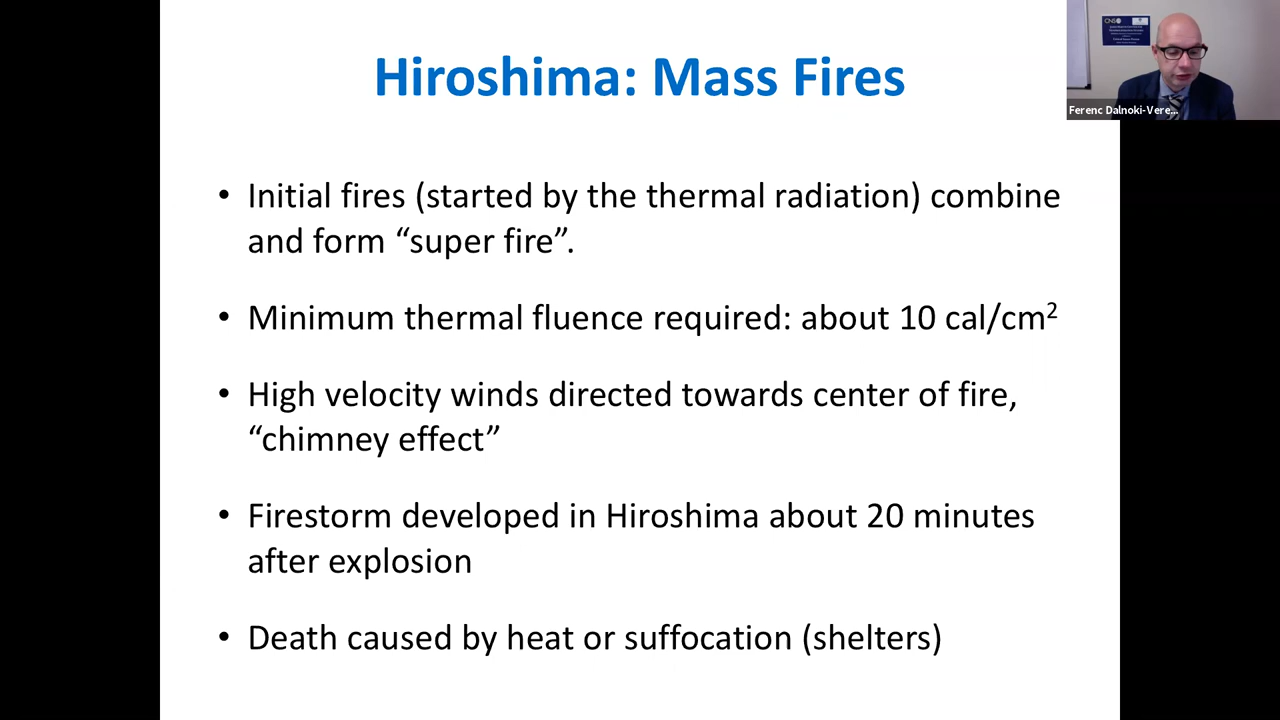 Hiroshima: Mass Fires
• Initial fires (started by the thermal radiation) combine
and form “super fire”.
• Minimum thermal fluence required: about 10 cal/cm²
• High velocity winds directed towards center of fire,
“chimney effect”
• Firestorm developed in Hiroshima about 20 minutes
after explosion
• Death caused by heat or suffocation (shelters)
CNS
Ferenc Dalnoki-Vere...